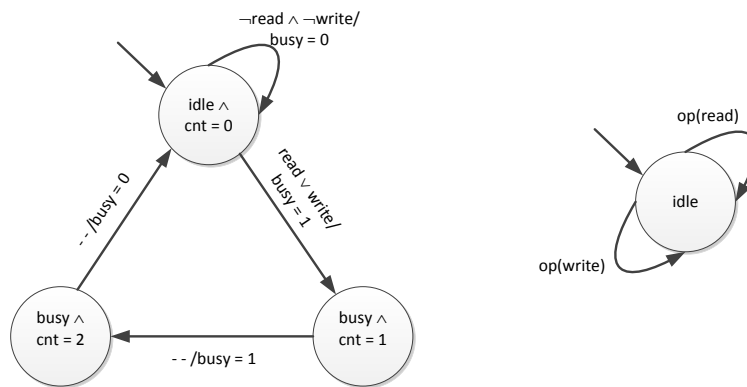 ¬read ∧ ¬write/
busy = 0
idle ∧
cnt = 0
read ∨ write/
busy = 1
- - /busy = 0
busy ∧
cnt = 2
- - /busy = 1
busy ∧
cnt = 1
op(read)
idle
op(write)